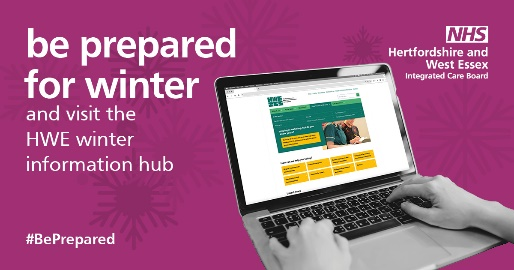 be prepared
for winter
and visit the
HWE winter
information hub
#BePrepared
NHS
Hertfordshire and
West Essex
Integrated Care Board
HWE